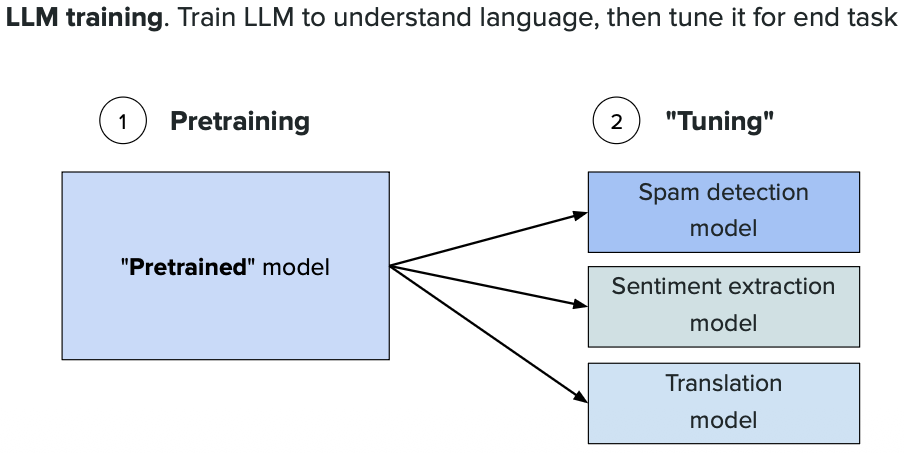 LLM training. Train LLM to understand language, then tune it for end task
1 Pretraining
2 "Tuning"
"Pretrained" model
Spam detection
model
Sentiment extraction
model
Translation
model